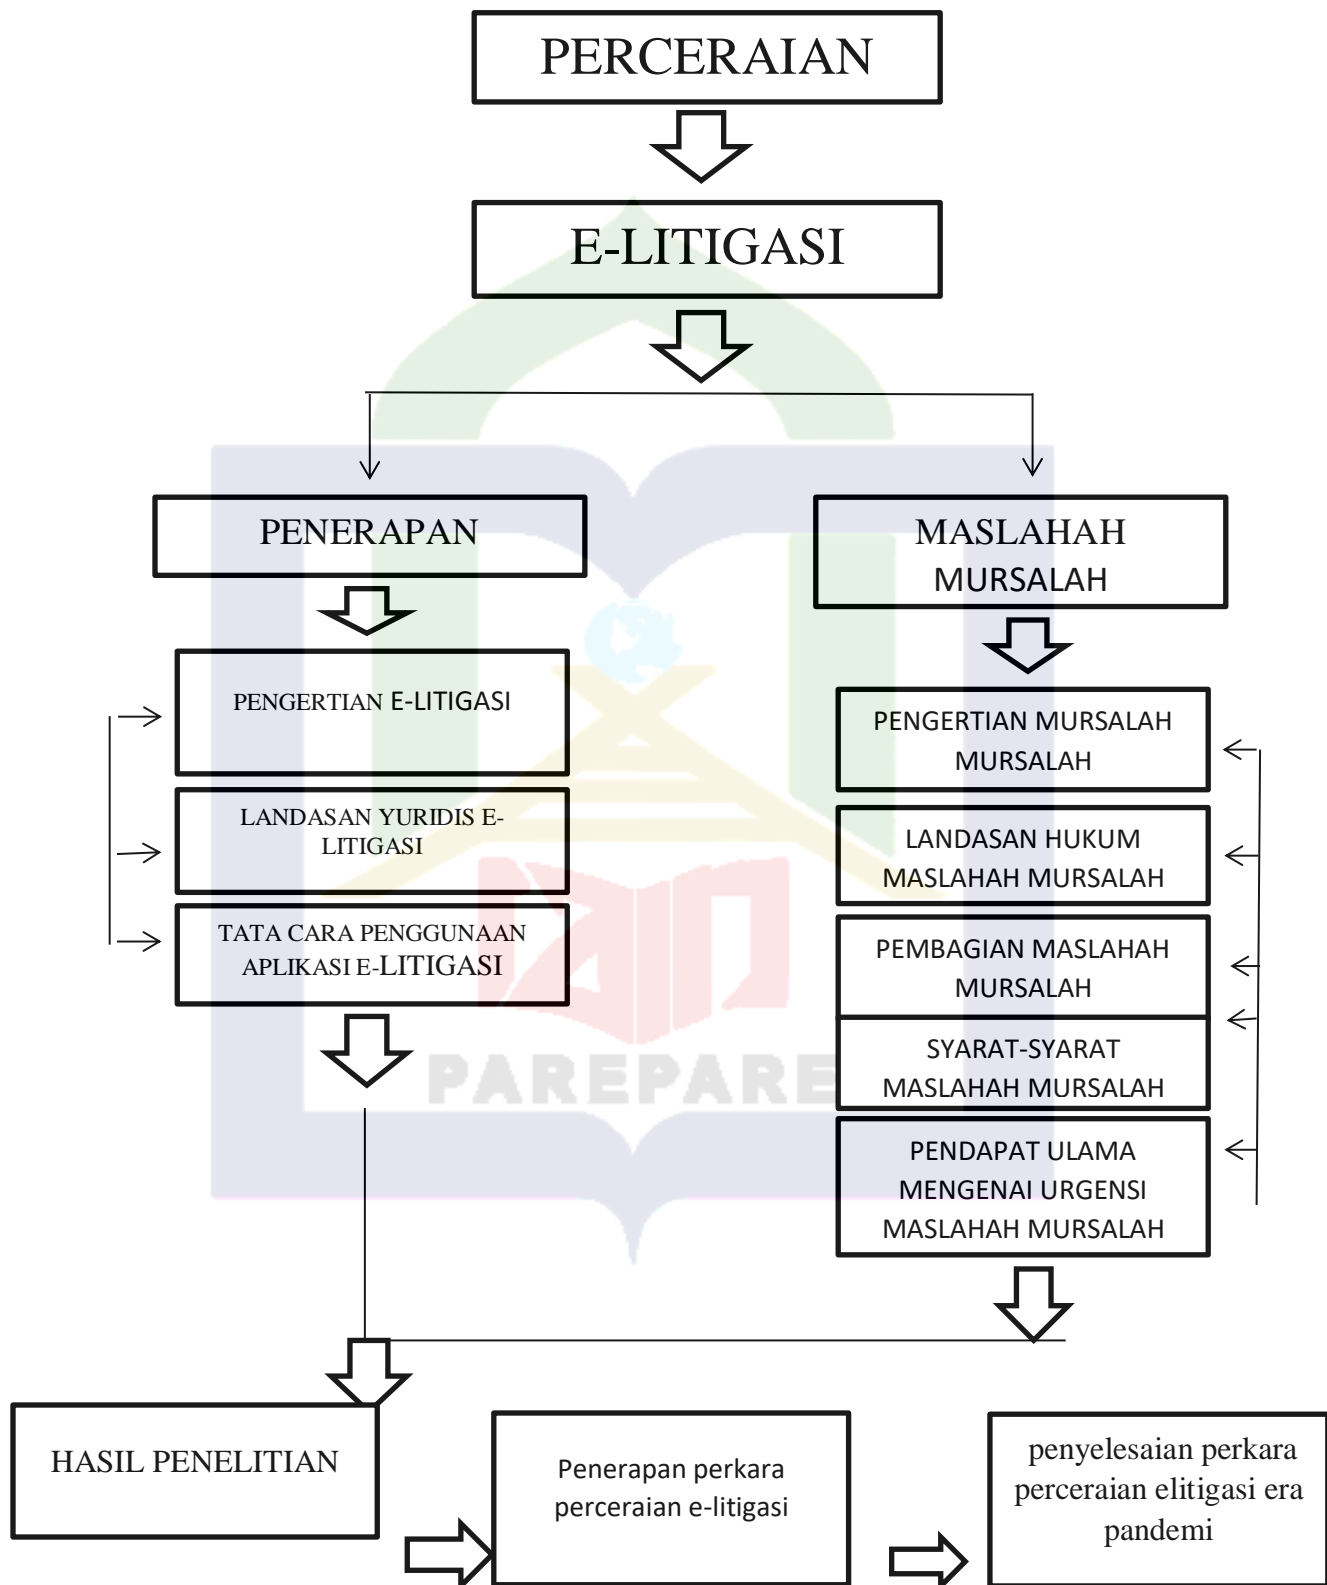 PERCERAIAN
E-LITIGASI
PENERAPAN
PENGERTIAN E-LITIGASI
LANDASAN YURIDIS E-
LITIGASI
TATA CARA PENGGUNAAN
APLIKASI E-LITIGASI
MASLAHAH
MURSALAH
PENGERTIAN MURSALAH
MURSALAH
LANDASAN HUKUM
MASLAHAH MURSALAH
PEMBAGIAN MASLAHAH
MURSALAH
SYARAT-SYARAT
MASLAHAH MURSALAH
PENDAPAT ULAMA
MENGENAI URGENSI
MASLAHAH MURSALAH
PAREPARE
HASIL PENELITIAN
Penerapan perkara
perceraian e-litigasi
penyelesaian perkara
perceraian elitigasi era
pandemi